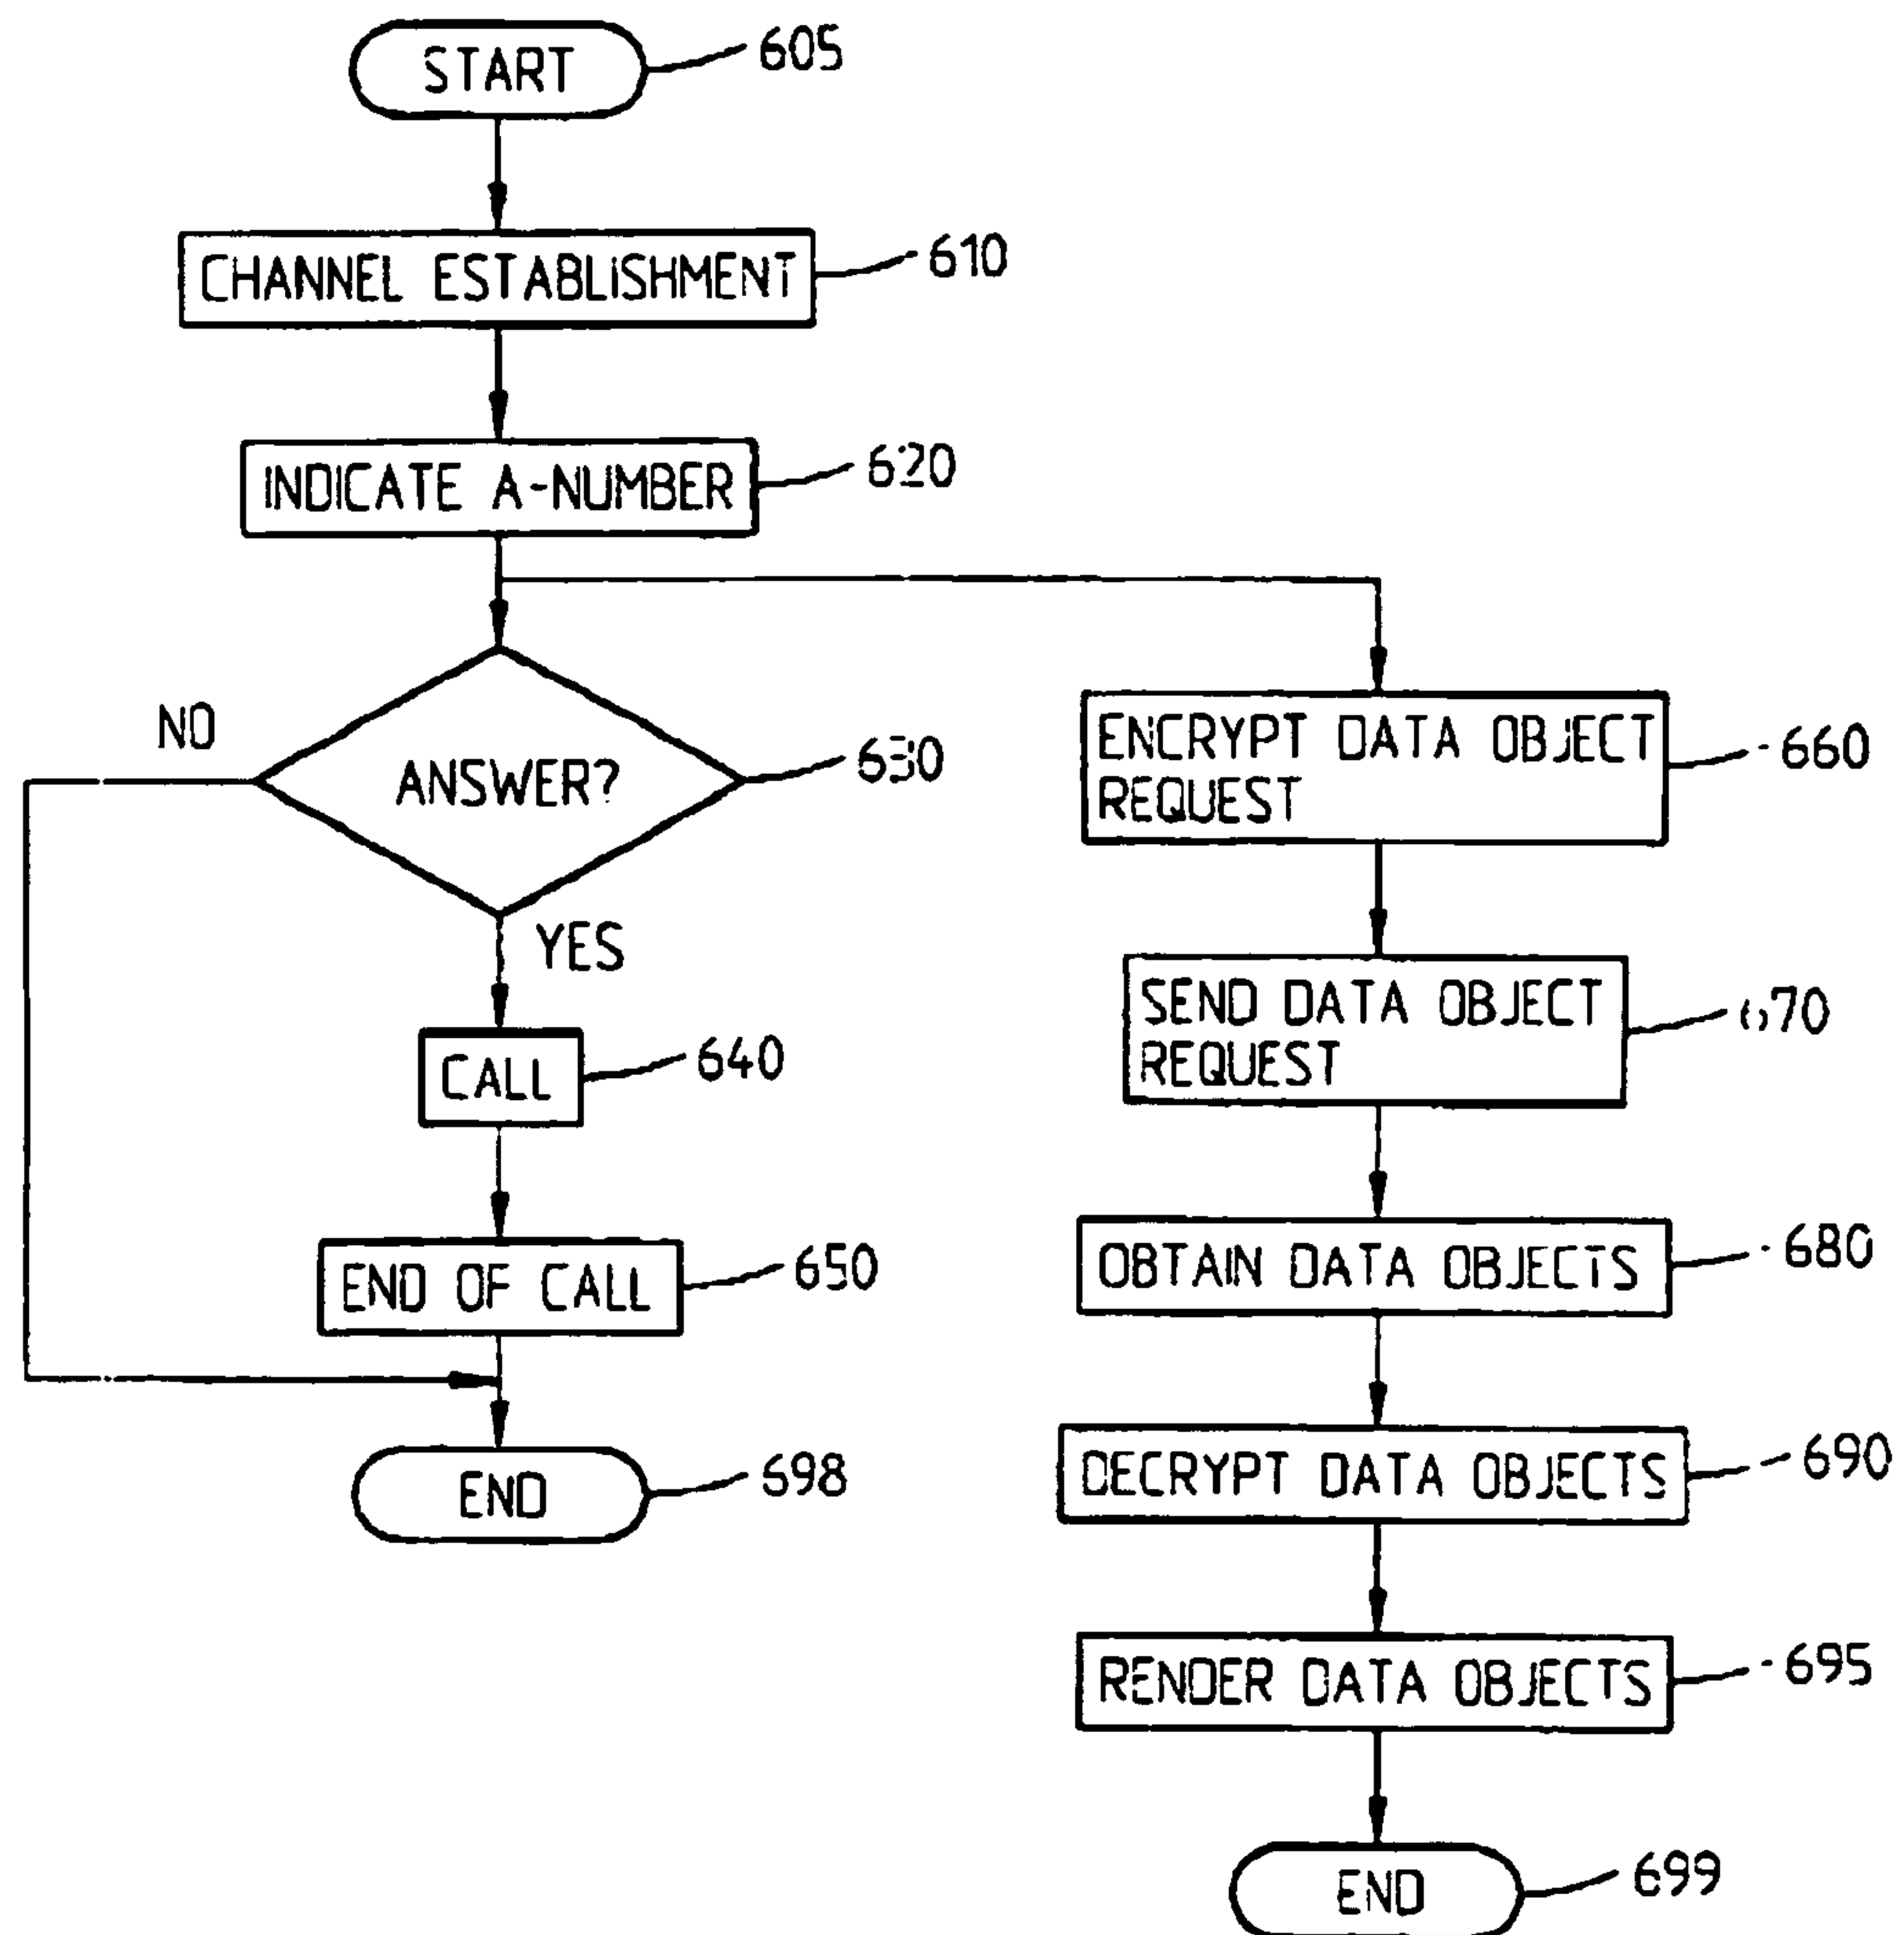 START
605
CHANNEL ESTABLISHMENT
610
INDICATE A-NUMBER
620
NO
ANSWER?
630
YES
CALL
640
END OF CALL
650
END
698
ENCRYPT DATA OBJECT
REQUEST
660
SEND DATA OBJECT
REQUEST
670
OBTAIN DATA OBJECTS
680
DECRYPT DATA OBJECTS
690
RENDER DATA OBJECTS
695
END
699